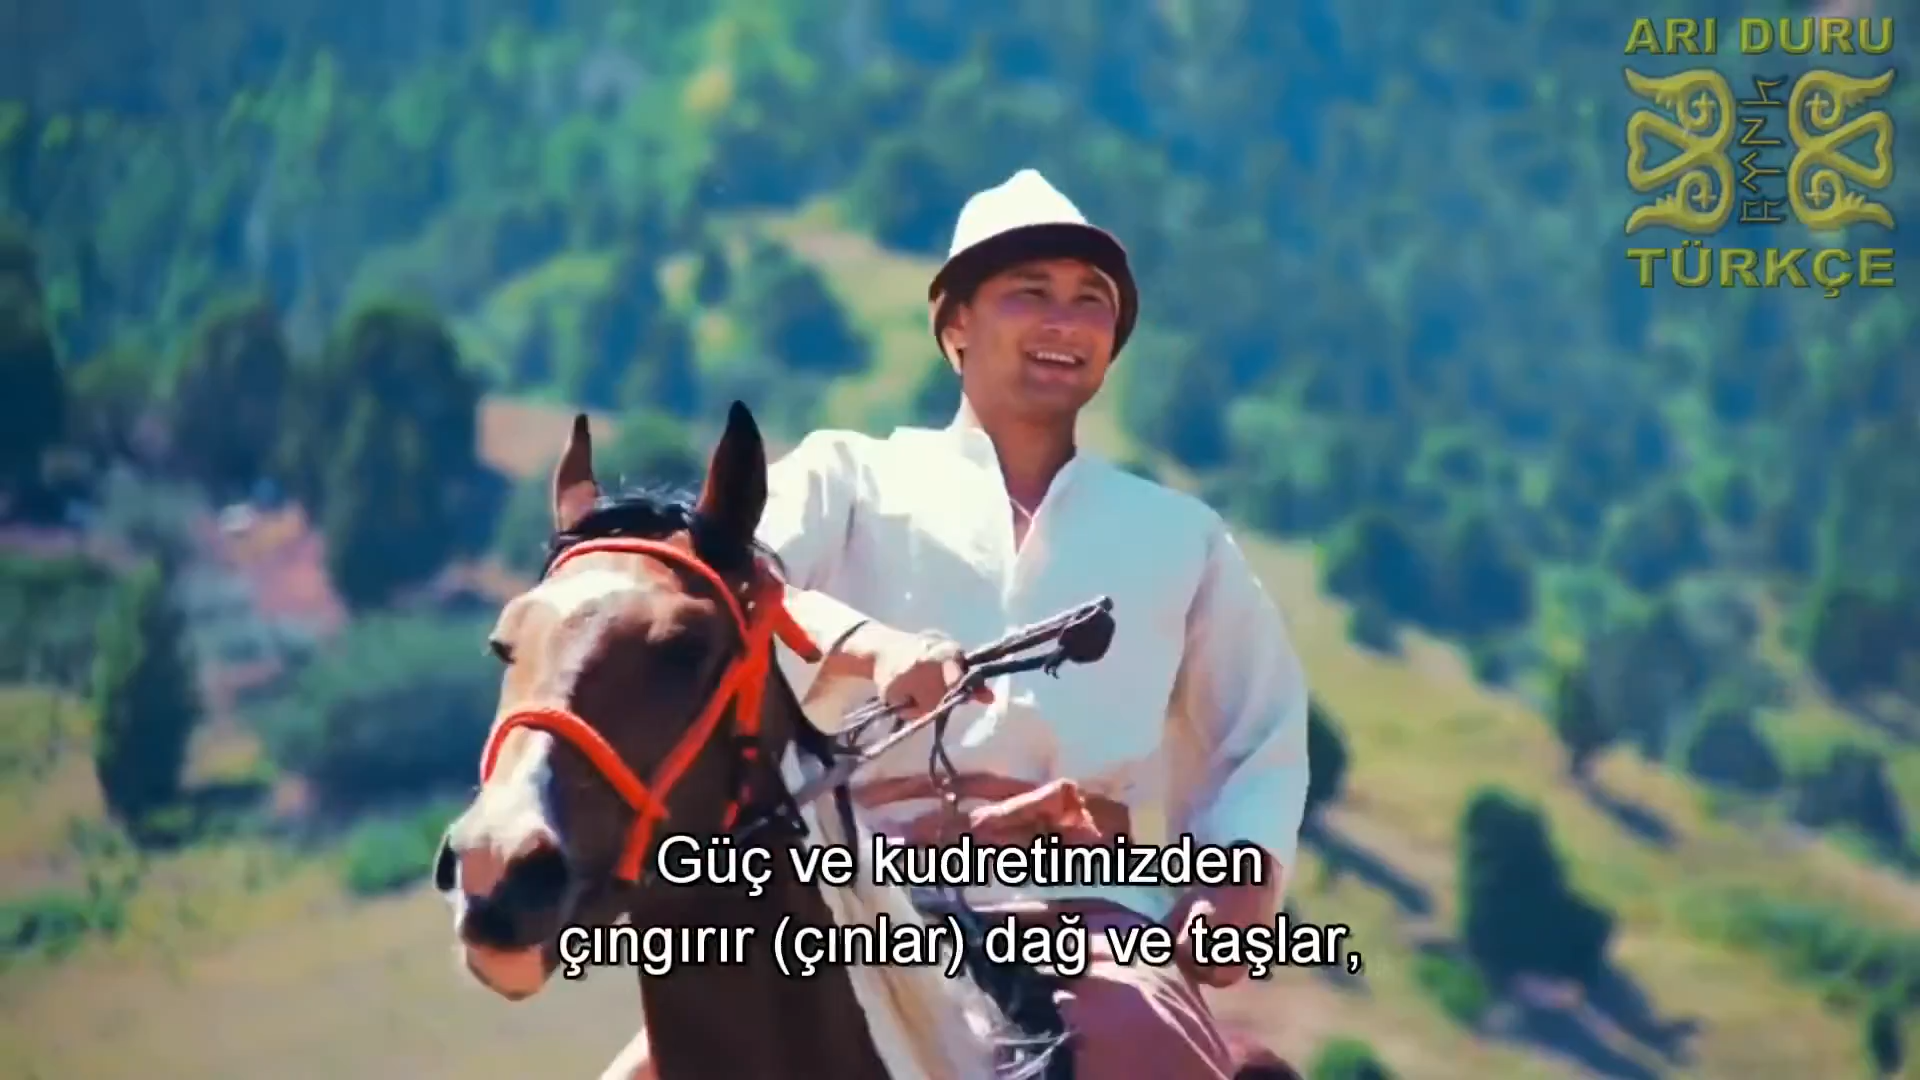 ARI DURU
TÜRKÇE
Güç ve kudretimizden
çıngırır (çınlar) dağ ve taşlar,